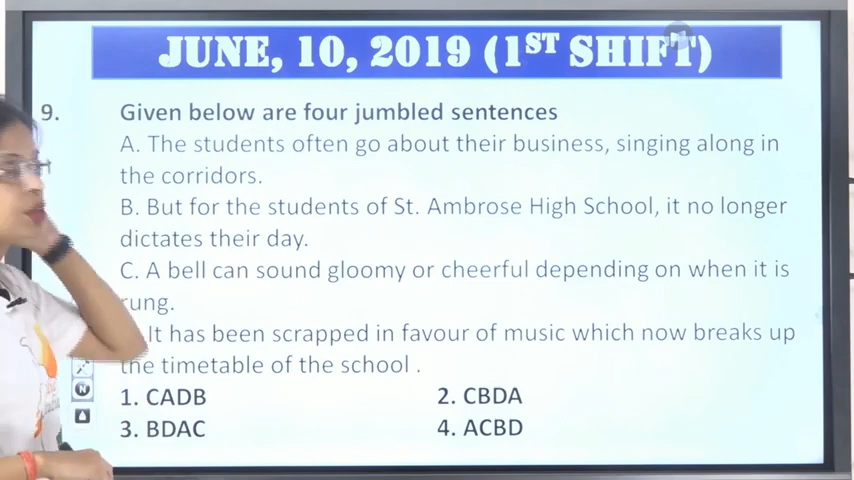 JUNE, 10, 2019 (1ST SHIFT)
9. Given below are four jumbled sentences
A. The students often go about their business, singing along in
the corridors.
B. But for the students of St. Ambrose High School, it no longer
dictates their day.
C. A bell can sound gloomy or cheerful depending on when it is
rung.
It has been scrapped in favour of music which now breaks up
the timetable of the school .
1. CADB 2. CBDA
3. BDAC 4. ACBD